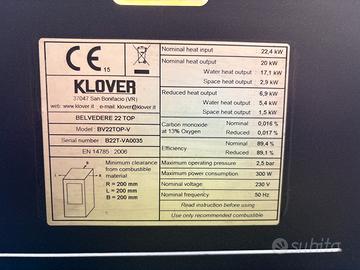 CE 15
KLOVER
37047 San Bonifacio (VR)
www.klover.it - e-mail: klover@klover.it
BELVEDERE 22 TOP
Model : BV22TOP-V
Serial number : B22T-VA0035
EN 14785 : 2006
Minimum clearance
from combustible
material :
R = 200 mm
L = 200 mm
B = 200 mm
R
L
B
Nominal heat input 22,4 kW
Nominal heat output 20 kW
Water heat output 17,1 kW
Space heat output 2,9 kW
Reduced heat output 6,9 kW
Water heat output 5,4 kW
Space heat output 1,5 kW
Carbon monoxide
at 13% Oxygen
Nominal 0,016 %
Reduced 0,017 %
Efficiency
Nominal 89,4 %
Reduced 89,1 %
Maximum operating pressure 2,5 bar
Maximum power consumption 300 W
Nominal voltage 230 V
Nominal frequency 50 Hz
Read instruction before using
Use only recommended fuel
subito